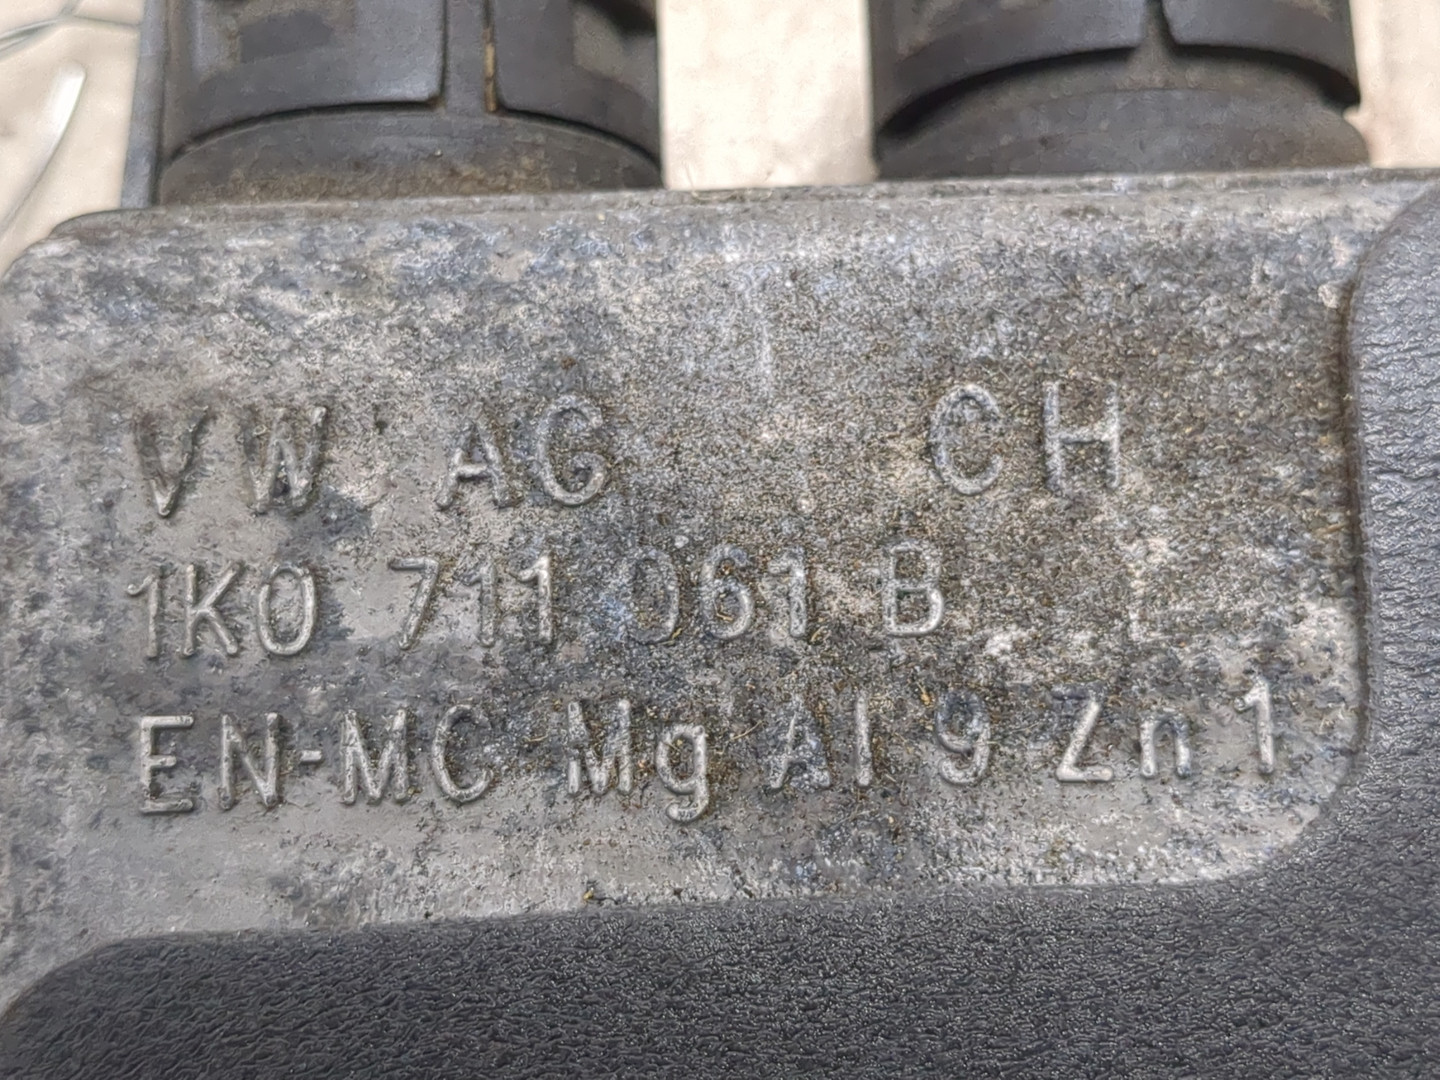 VW AG CH
1K0 711 061 B L
EN-MC Mg Al 9 Zn 1